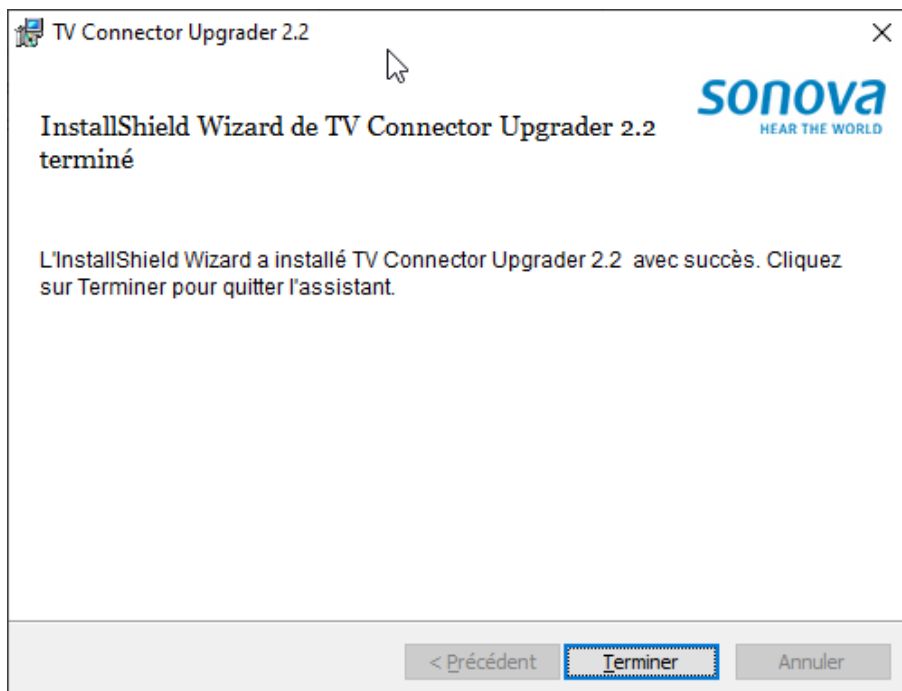 TV Connector Upgrader 2.2
sonova
HEAR THE WORLD
InstallShield Wizard de TV Connector Upgrader 2.2
terminé
L'InstallShield Wizard a installé TV Connector Upgrader 2.2  avec succès. Cliquez
sur Terminer pour quitter l'assistant.
< Précédent
Terminer
Annuler